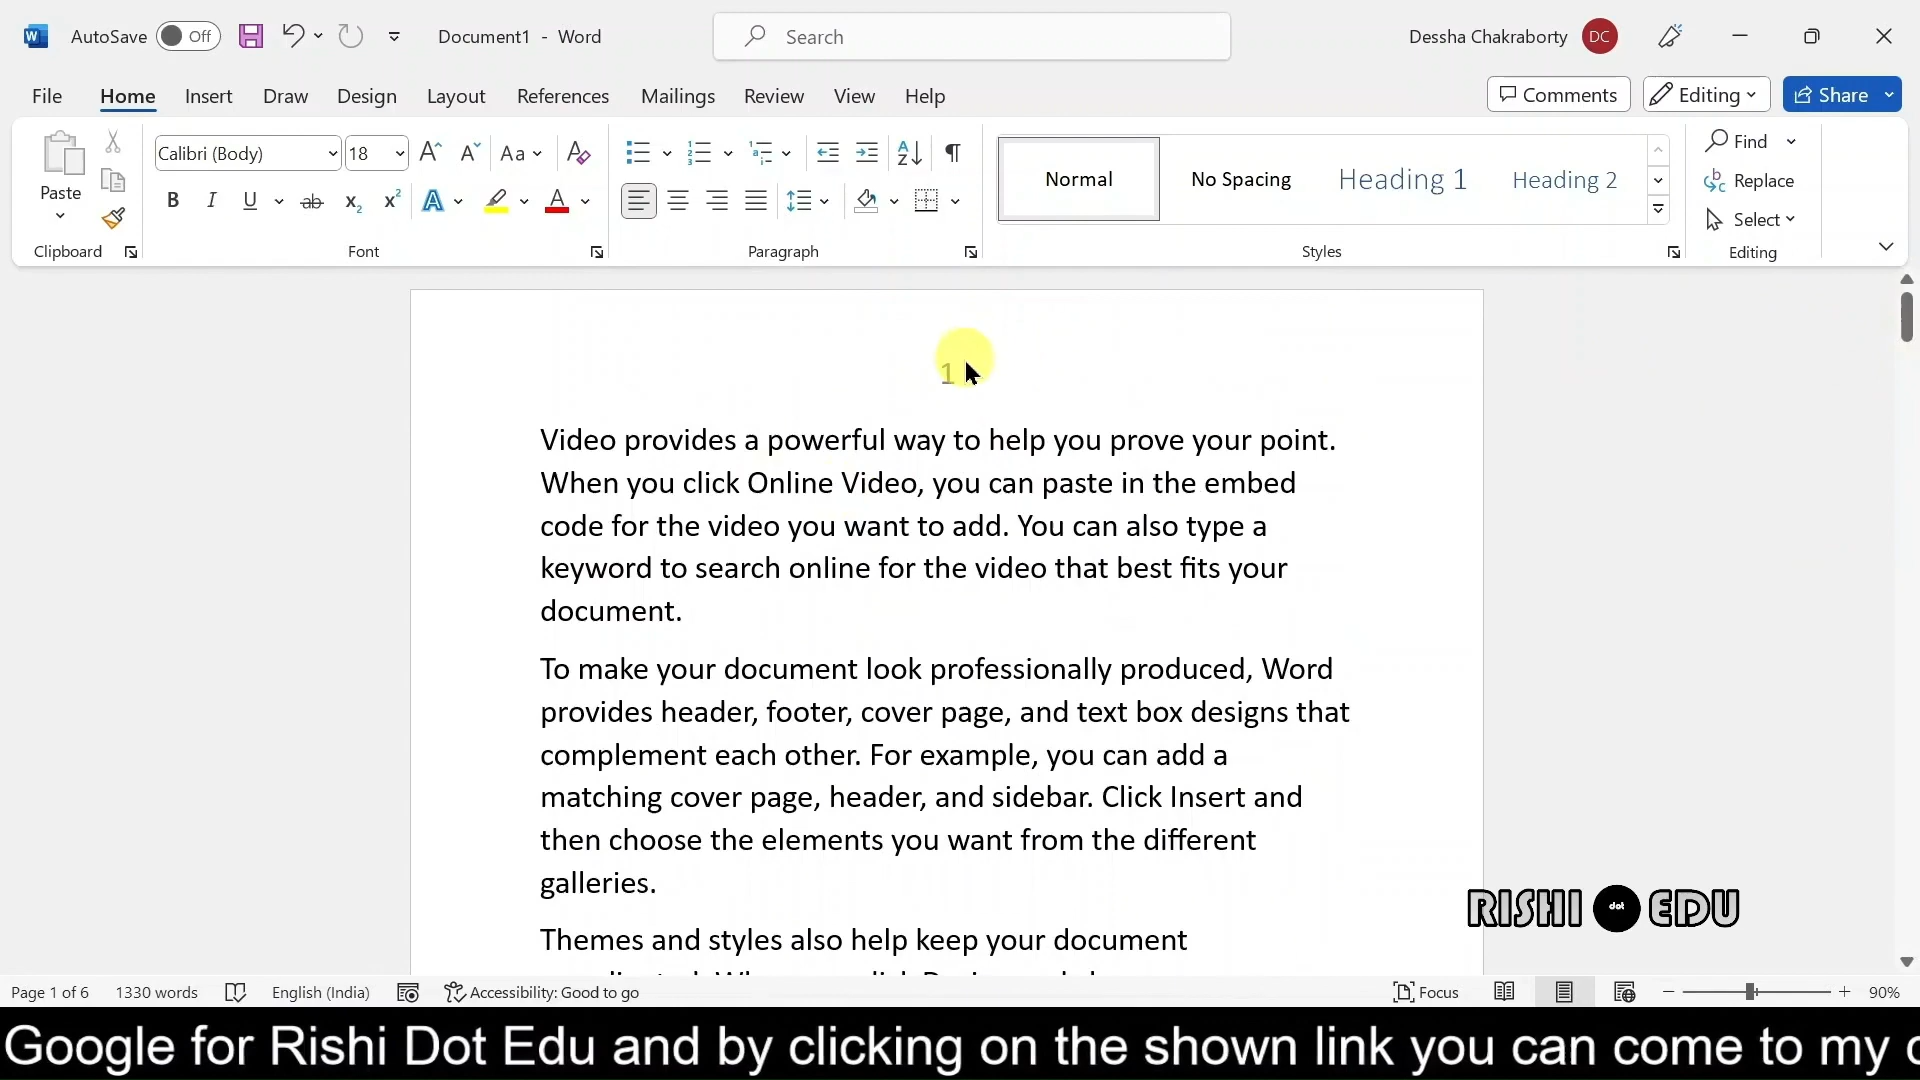 AutoSave Off Document1 - Word Search Dessha Chakraborty DC
File Home Insert Draw Design Layout References Mailings Review View Help Comments Editing Share
Paste Calibri (Body) 18 Normal No Spacing Heading 1 Heading 2 Find Replace Select
Clipboard Font Paragraph Styles Editing
1
Video provides a powerful way to help you prove your point.
When you click Online Video, you can paste in the embed
code for the video you want to add. You can also type a
keyword to search online for the video that best fits your
document.
To make your document look professionally produced, Word
provides header, footer, cover page, and text box designs that
complement each other. For example, you can add a
matching cover page, header, and sidebar. Click Insert and
then choose the elements you want from the different
galleries.
RISHI dot EDU
Themes and styles also help keep your document
Page 1 of 6 1330 words English (India) Accessibility: Good to go Focus 90%
Google for Rishi Dot Edu and by clicking on the shown link you can come to my